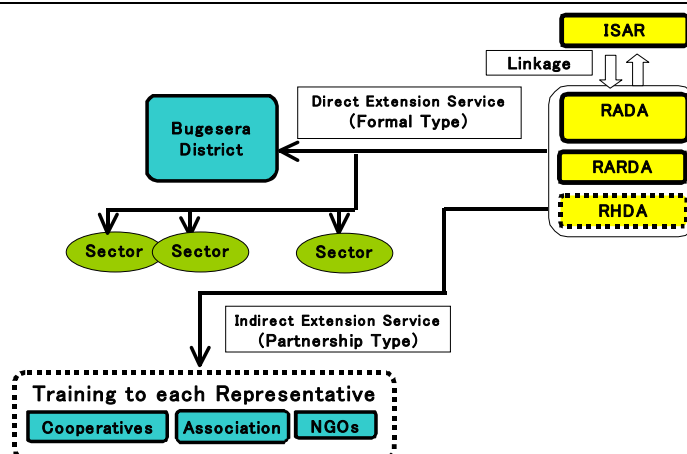 ISAR
Linkage
Direct Extension Service
(Formal Type)
RADA
Bugesera
District
RARDA
RHDA
Sector
Sector
Sector
Indirect Extension Service
(Partnership Type)
Training to each Representative
Cooperatives
Association
NGOs